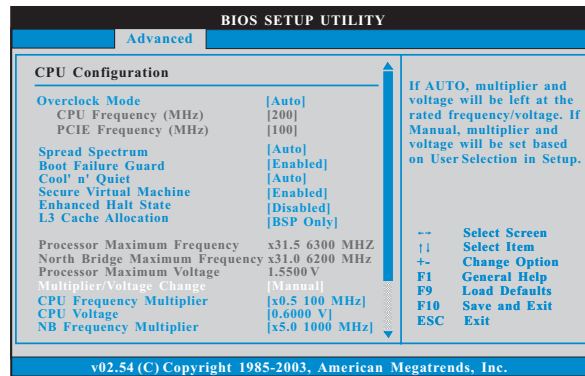 BIOS SETUP UTILITY
Advanced
CPU Configuration
Overclock Mode [Auto]
CPU Frequency (MHz) [200]
PCIE Frequency (MHz) [100]
Spread Spectrum [Auto]
Boot Failure Guard [Enabled]
Cool' n' Quiet [Auto]
Secure Virtual Machine [Enabled]
Enhanced Halt State [Disabled]
L3 Cache Allocation [BSP Only]
Processor Maximum Frequency x31.5 6300 MHZ
North Bridge Maximum Frequency x31.0 6200 MHZ
Processor Maximum Voltage 1.5500 V
Multiplier/Voltage Change [Manual]
CPU Frequency Multiplier [x0.5 100 MHz]
CPU Voltage [0.6000 V]
NB Frequency Multiplier [x5.0 1000 MHz]
If AUTO, multiplier and
voltage will be left at the
rated frequency/voltage. If
Manual, multiplier and
voltage will be set based
on User Selection in Setup.
←→ Select Screen
↑↓ Select Item
+- Change Option
F1 General Help
F9 Load Defaults
F10 Save and Exit
ESC Exit
v02.54 (C) Copyright 1985-2003, American Megatrends, Inc.